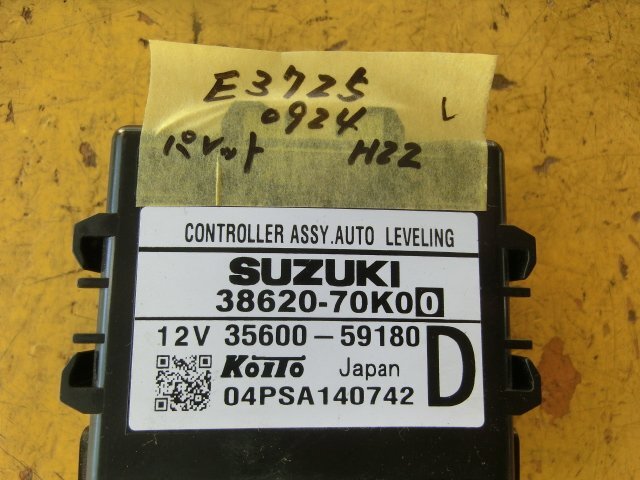 E3725
0924
パレット H22
CONTROLLER ASSY.AUTO LEVELING
SUZUKI
38620-70K00
12V 35600-59180
KOITO Japan D
04PSA140742